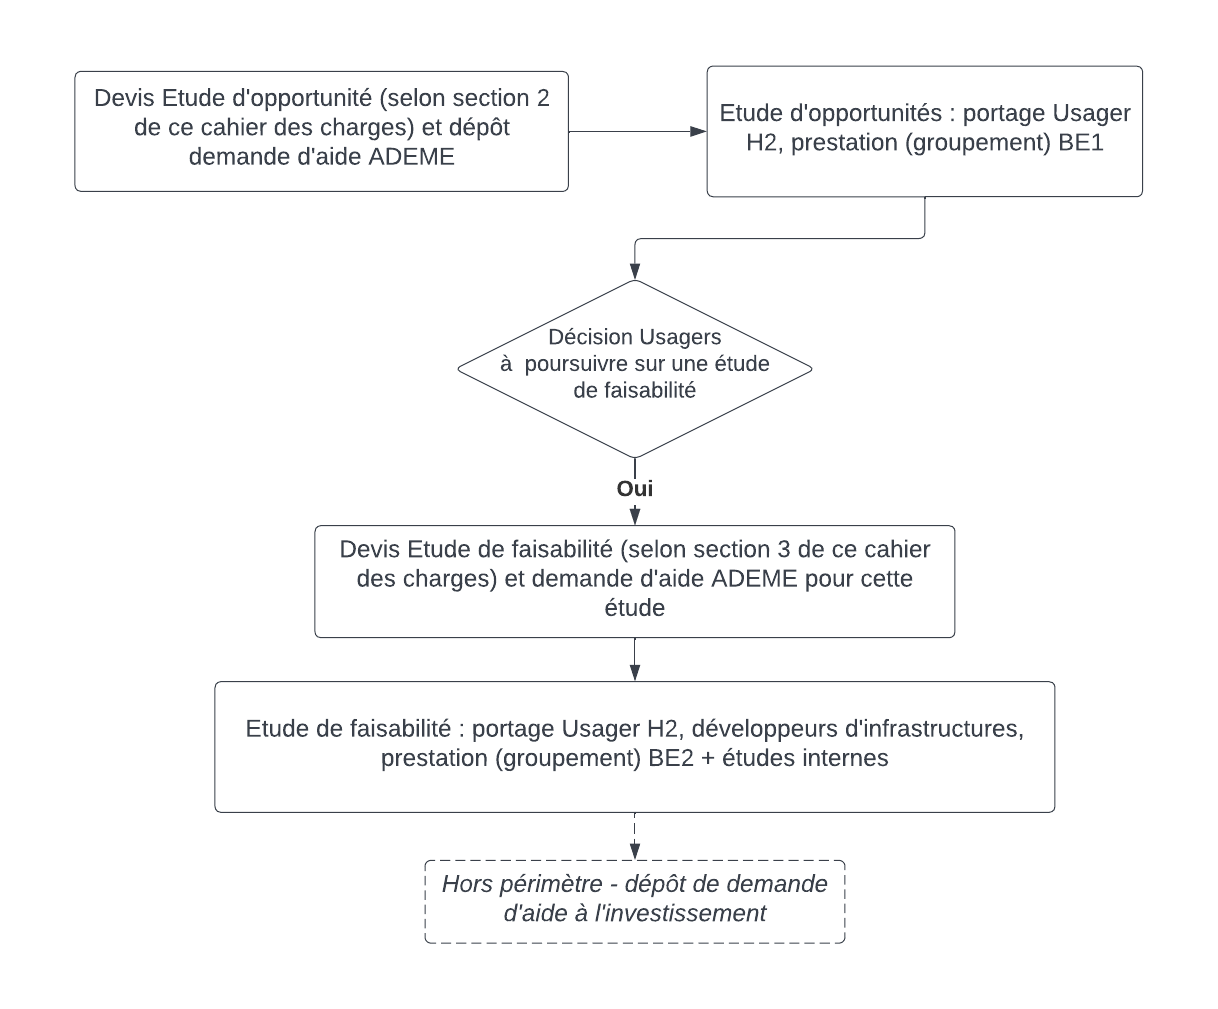 Devis Etude d'opportunité (selon section 2
de ce cahier des charges) et dépôt
demande d'aide ADEME
Etude d'opportunités : portage Usager
H2, prestation (groupement) BE1
Décision Usagers
à  poursuivre sur une étude
de faisabilité
Oui
Devis Etude de faisabilité (selon section 3 de ce cahier
des charges) et demande d'aide ADEME pour cette
étude
Etude de faisabilité : portage Usager H2, développeurs d'infrastructures,
prestation (groupement) BE2 + études internes
Hors périmètre - dépôt de demande
d'aide à l'investissement